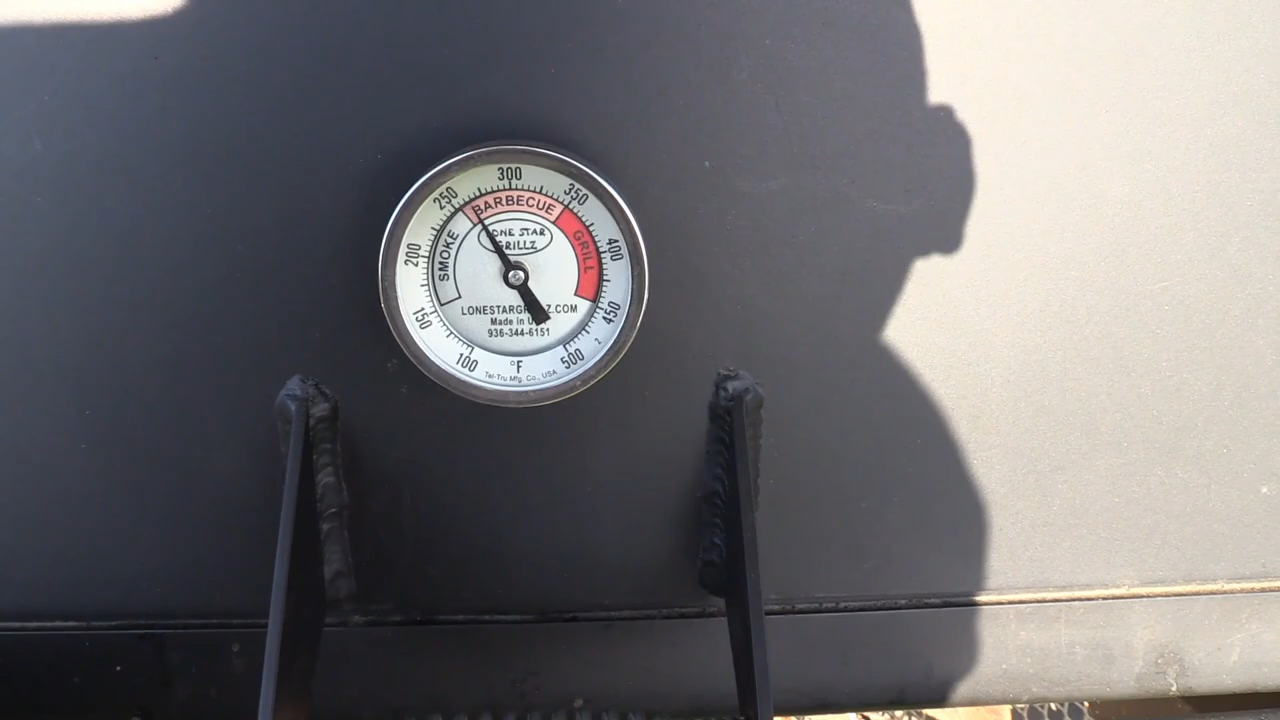 300
250
350
BARBECUE
200
SMOKE
GRILL
400
LONE STAR
GRILLZ
150
450
LONESTARGRILLZ.COM
Made in USA
936-344-6151
100
°F
500
2
Tel-Tru Mfg. Co., USA